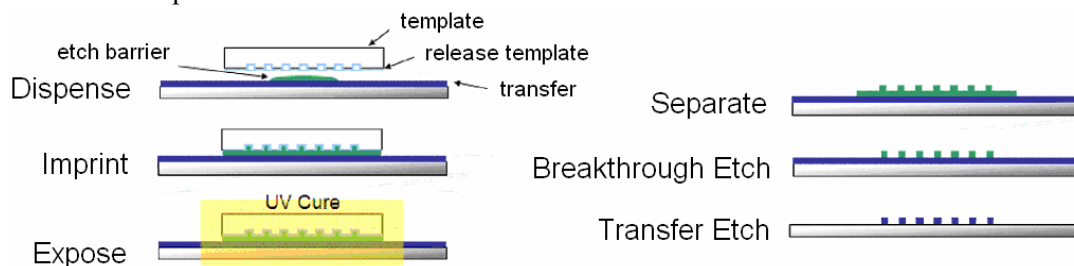 template
etch barrier
release template
Dispense
transfer
Imprint
UV Cure
Expose
Separate
Breakthrough Etch
Transfer Etch